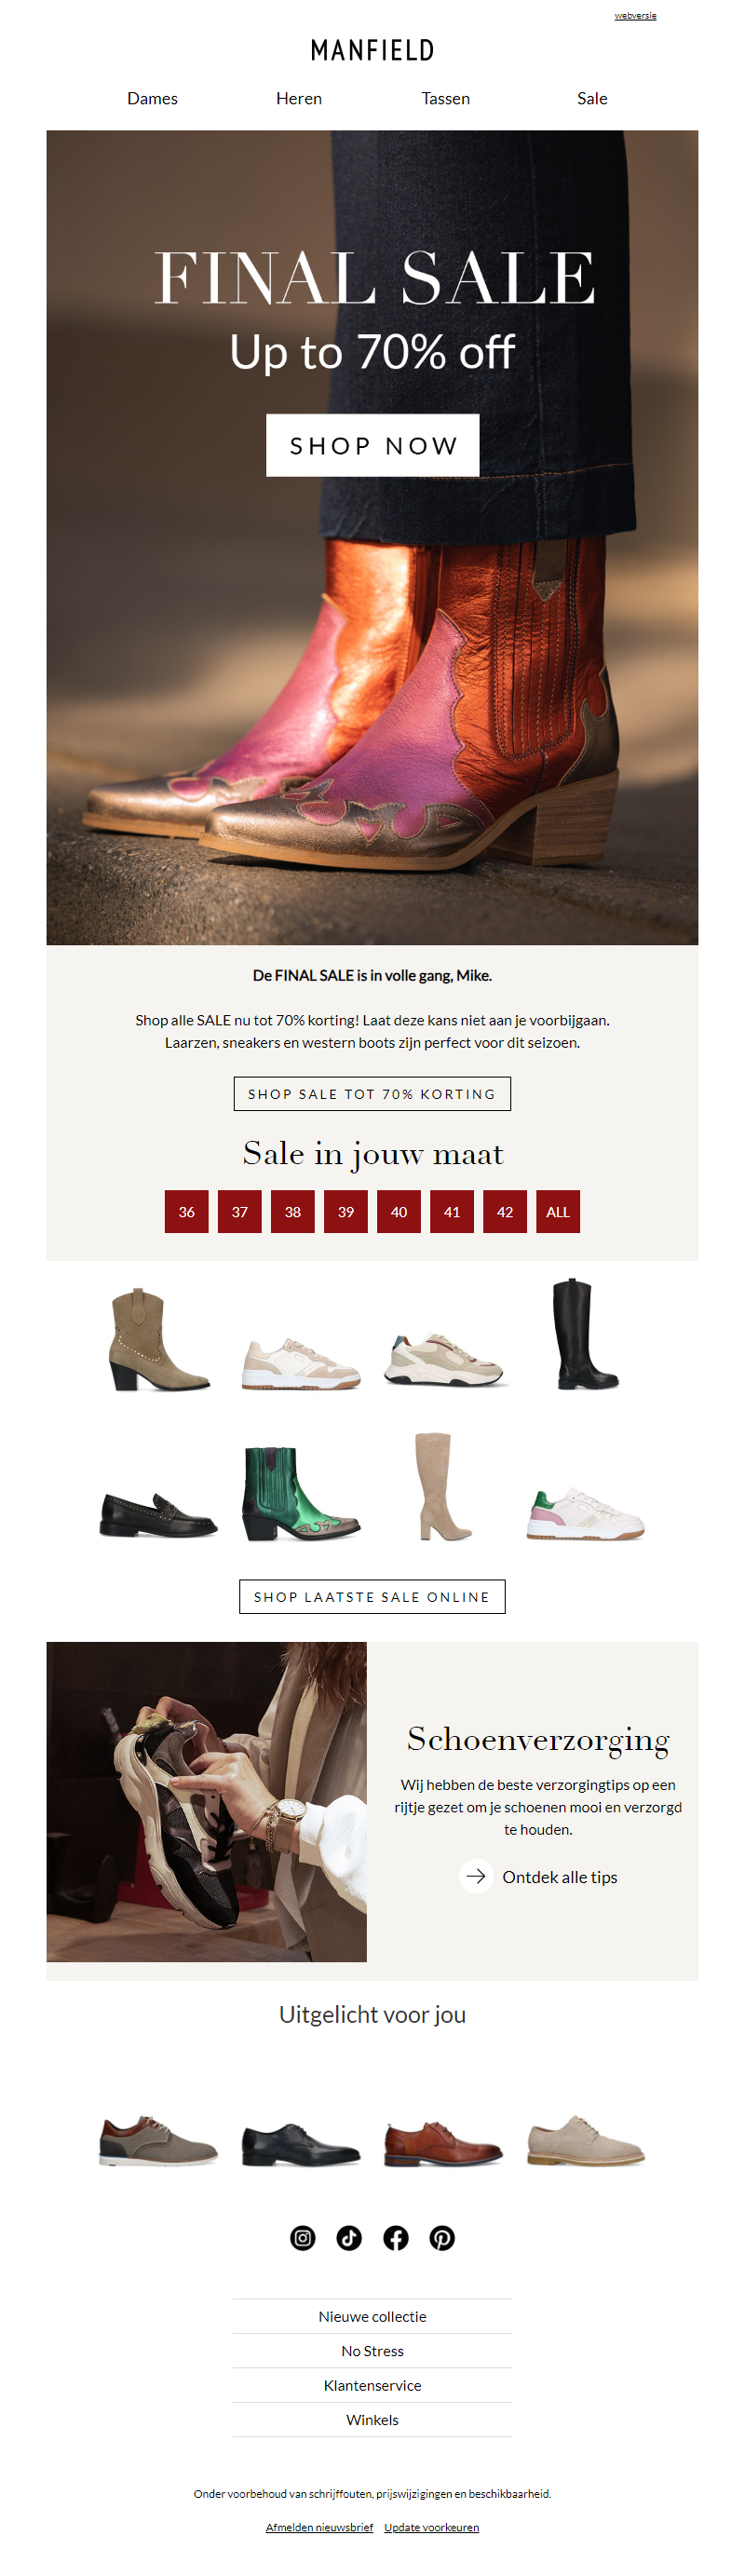 webversie
MANFIELD
Dames Heren Tassen Sale
FINAL SALE
Up to 70% off
SHOP NOW
De FINAL SALE is in volle gang, Mike.
Shop alle SALE nu tot 70% korting! Laat deze kans niet aan je voorbijgaan.
Laarzen, sneakers en western boots zijn perfect voor dit seizoen.
SHOP SALE TOT 70% KORTING
Sale in jouw maat
36 37 38 39 40 41 42 ALL
SHOP LAATSTE SALE ONLINE
Schoenverzorging
Wij hebben de beste verzorgingtips op een
rijtje gezet om je schoenen mooi en verzorgd
te houden.
Ontdek alle tips
Uitgelicht voor jou
Nieuwe collectie
No Stress
Klantenservice
Winkels
Onder voorbehoud van schrijffouten, prijswijzigingen en beschikbaarheid.
Afmelden nieuwsbrief Update voorkeuren